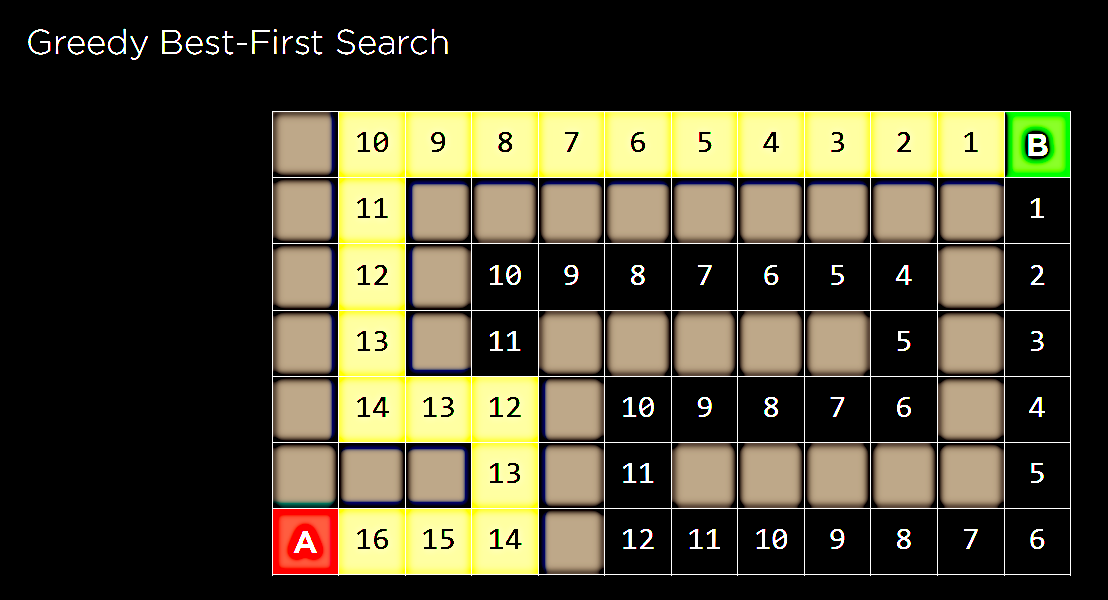 Greedy Best-First Search
10 9 8 7 6 5 4 3 2 1 B
11 1
12 10 9 8 7 6 5 4 2
13 11 5 3
14 13 12 10 9 8 7 6 4
13 11 5
A 16 15 14 12 11 10 9 8 7 6